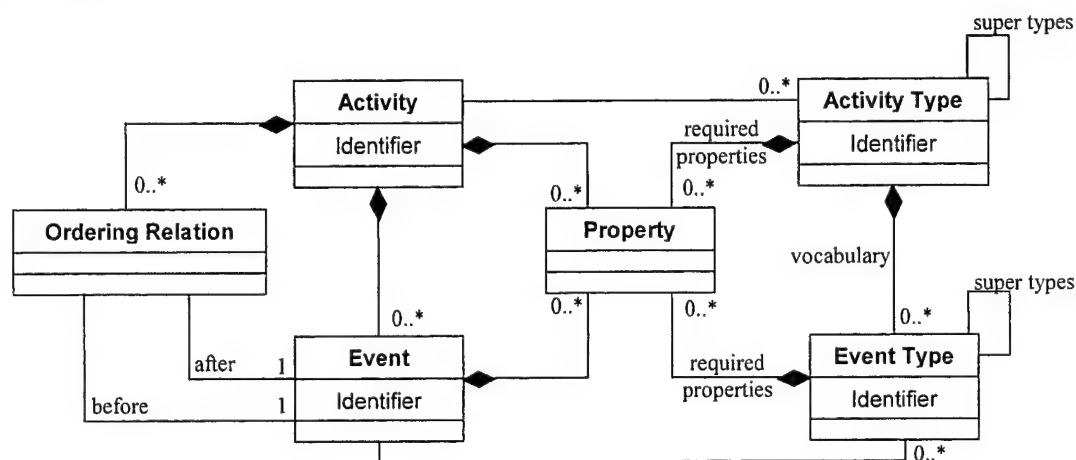 super types
Activity
0..*
Activity Type
Identifier
required
properties
Identifier
0..*
0..*
0..*
Ordering Relation
Property
vocabulary
super types
0..*
0..*
0..*
0..*
Event
Event Type
after
1
required
properties
before
1
Identifier
Identifier
0..*